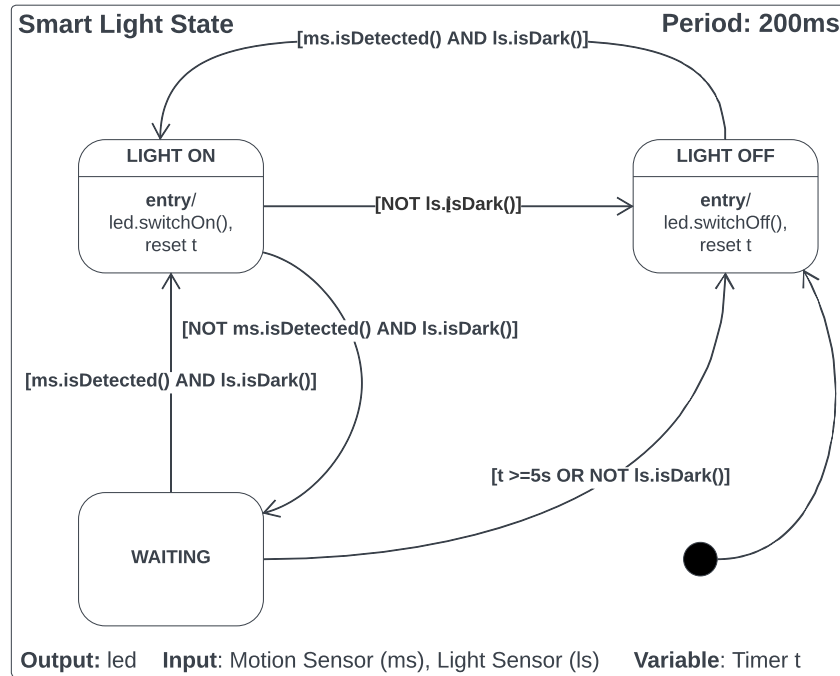 Smart Light State
Period: 200ms
[ms.isDetected() AND ls.isDark()]
LIGHT ON
entry/
led.switchOn(),
reset t
[NOT ls.isDark()]
LIGHT OFF
entry/
led.switchOff(),
reset t
[NOT ms.isDetected() AND ls.isDark()]
[ms.isDetected() AND ls.isDark()]
[t >=5s OR NOT ls.isDark()]
WAITING
Output: led Input: Motion Sensor (ms), Light Sensor (ls) Variable: Timer t